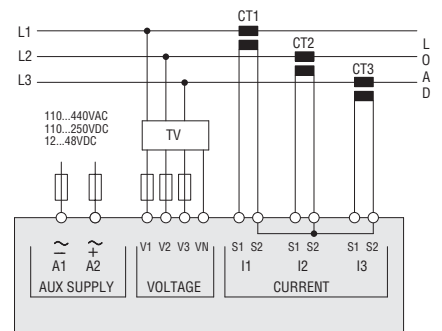 CT1
L1
CT2
L2
CT3
L3
LOAD
110...440VAC
110...250VDC
12...48VDC
TV
V1 V2 V3 VN S1 S2 S1 S2 S1 S2
A1 A2 I1 I2 I3
AUX SUPPLY VOLTAGE CURRENT